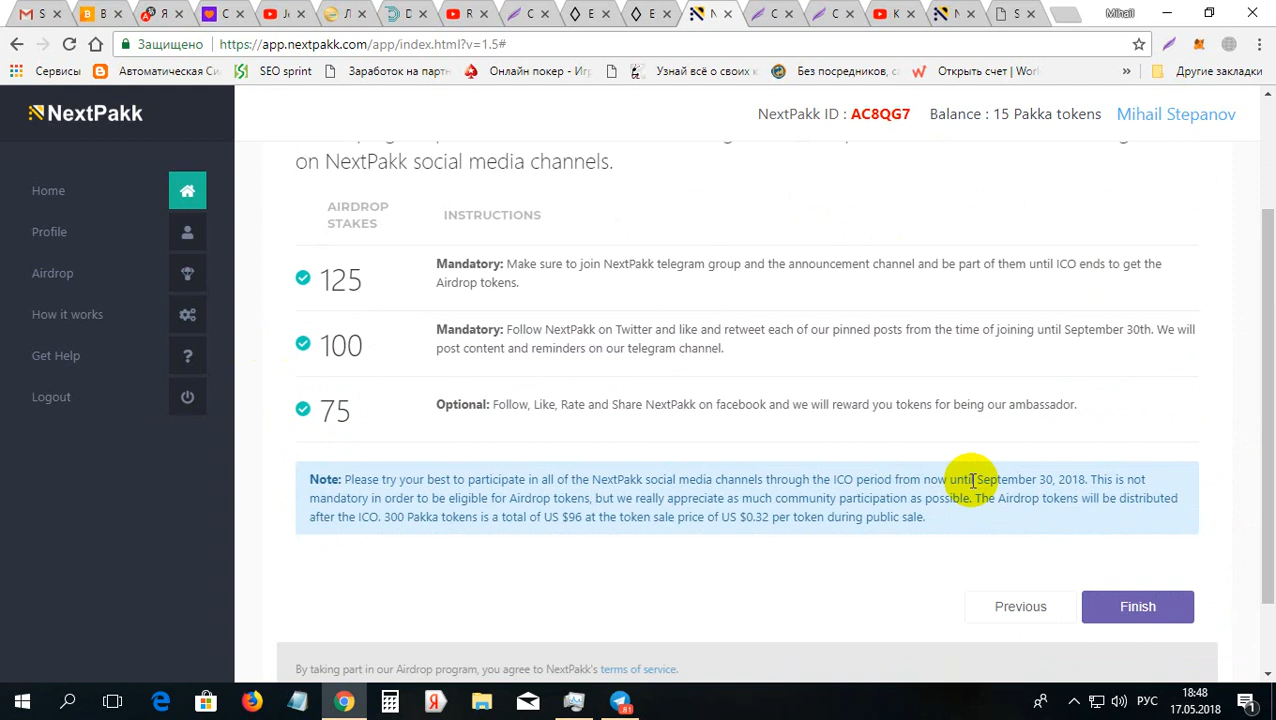 S
В
Я
С
Je
Л
D
R
C
E
E
N
C
C
K
N
S
Mihail
Защищено
https://app.nextpakk.com/app/index.html?v=1.5#
Сервисы
Автоматическая Си
SEO sprint
Заработок на партн
Онлайн покер - Игр
Узнай всё о своих к
Без посредников, с
Открыть счет | Worl
»
Другие закладки
NextPakk
NextPakk ID : AC8QG7
Balance : 15 Pakka tokens
Mihail Stepanov
Home
Profile
Airdrop
How it works
Get Help
Logout
on NextPakk social media channels.
AIRDROP
STAKES
INSTRUCTIONS
125
Mandatory: Make sure to join NextPakk telegram group and the announcement channel and be part of them until ICO ends to get the
Airdrop tokens.
100
Mandatory: Follow NextPakk on Twitter and like and retweet each of our pinned posts from the time of joining until September 30th. We will
post content and reminders on our telegram channel.
75
Optional: Follow, Like, Rate and Share NextPakk on facebook and we will reward you tokens for being our ambassador.
Note: Please try your best to participate in all of the NextPakk social media channels through the ICO period from now until September 30, 2018. This is not
mandatory in order to be eligible for Airdrop tokens, but we really appreciate as much community participation as possible. The Airdrop tokens will be distributed
after the ICO. 300 Pakka tokens is a total of US $96 at the token sale price of US $0.32 per token during public sale.
Previous
Finish
By taking part in our Airdrop program, you agree to NextPakk's terms of service.
РУС
18:48
17.05.2018